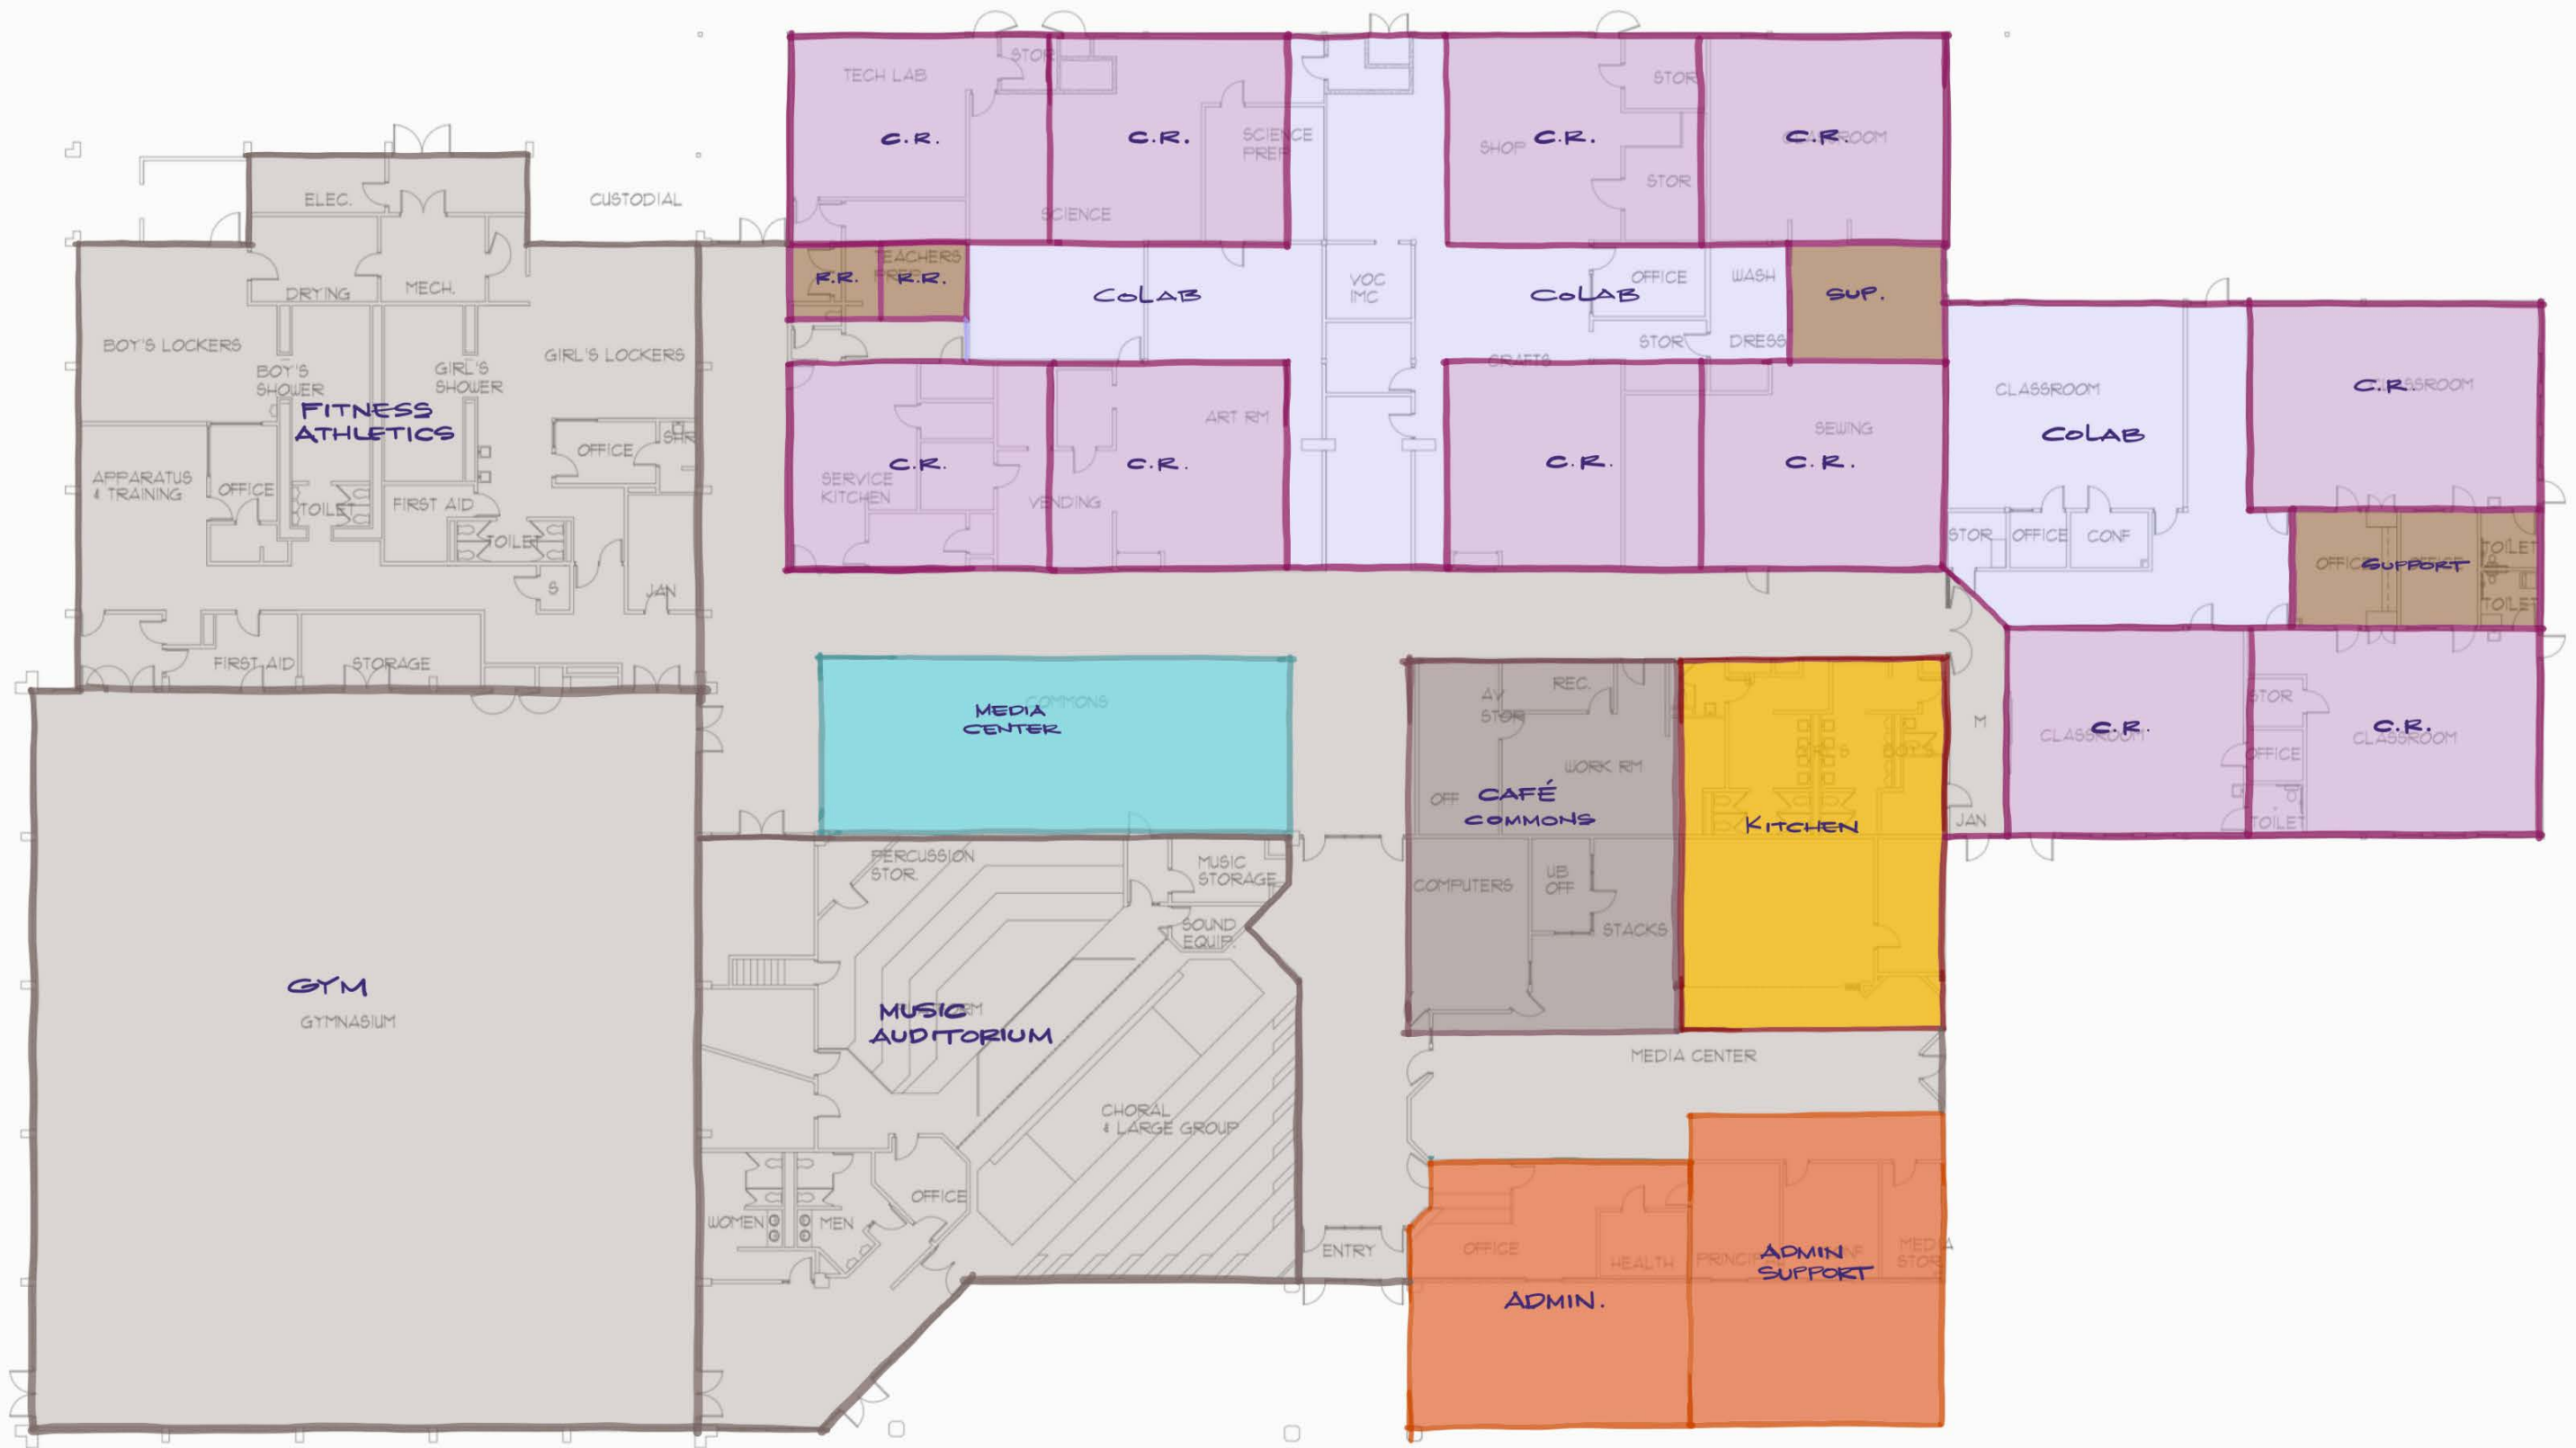 TECH LAB
STOR
C.R.
C.R.
SCIENCE
PREP
SCIENCE
SHOP
C.R.
STOR
STOR
C.R.
ELEC.
CUSTODIAL
DRYING
MECH.
BOY'S LOCKERS
BOY'S
SHOWER
GIRL'S
SHOWER
GIRL'S LOCKERS
FITNESS
ATHLETICS
APPARATUS
& TRAINING
OFFICE
TOILET
FIRST AID
TOILET
OFFICE
SHR
S
JAN
FIRST AID
STORAGE
TEACHERS
R.R.
R.R.
COLAB
VOC
IMC
COLAB
OFFICE
WASH
SUP.
STOR
DRESS
CRAFTS
C.R.
SERVICE
KITCHEN
VENDING
C.R.
ART RM
C.R.
SEWING
C.R.
CLASSROOM
COLAB
C.R.
STOR
OFFICE
CONF
OFFICE
SUPPORT
TOILET
TOILET
C.R.
CLASSROOM
STOR
OFFICE
TOILET
C.R.
CLASSROOM
M
JAN
COMMONS
MEDIA
CENTER
AV
STOR
REC.
WORK RM
OFF
CAFÉ
COMMONS
COMPUTERS
STACKS
KITCHEN
GYM
GYMNASIUM
PERCUSSION
STOR.
MUSIC
STORAGE
SOUND
EQUIP.
MUSIC
AUDITORIUM
CHORAL
& LARGE GROUP
OFFICE
WOMEN
MEN
ENTRY
MEDIA CENTER
OFFICE
HEALTH
ADMIN.
ADMIN
SUPPORT
MEDIA
STOR